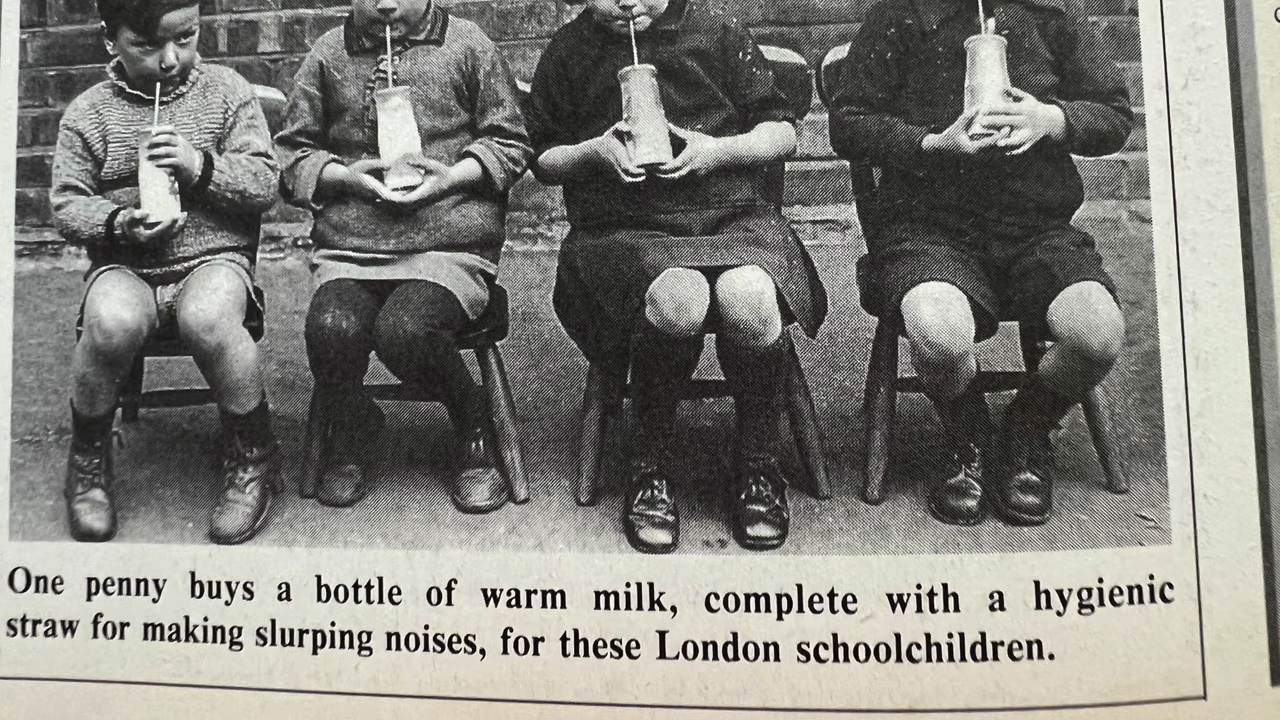 One penny buys a bottle of warm milk, complete with a hygienic
straw for making slurping noises, for these London schoolchildren.